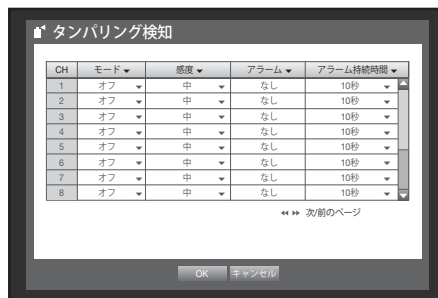 タンパリング検知
CH モード 感度 アラーム アラーム持続時間
1 オフ 中 なし 10秒
2 オフ 中 なし 10秒
3 オフ 中 なし 10秒
4 オフ 中 なし 10秒
5 オフ 中 なし 10秒
6 オフ 中 なし 10秒
7 オフ 中 なし 10秒
8 オフ 中 なし 10秒
次/前のページ
OK キャンセル